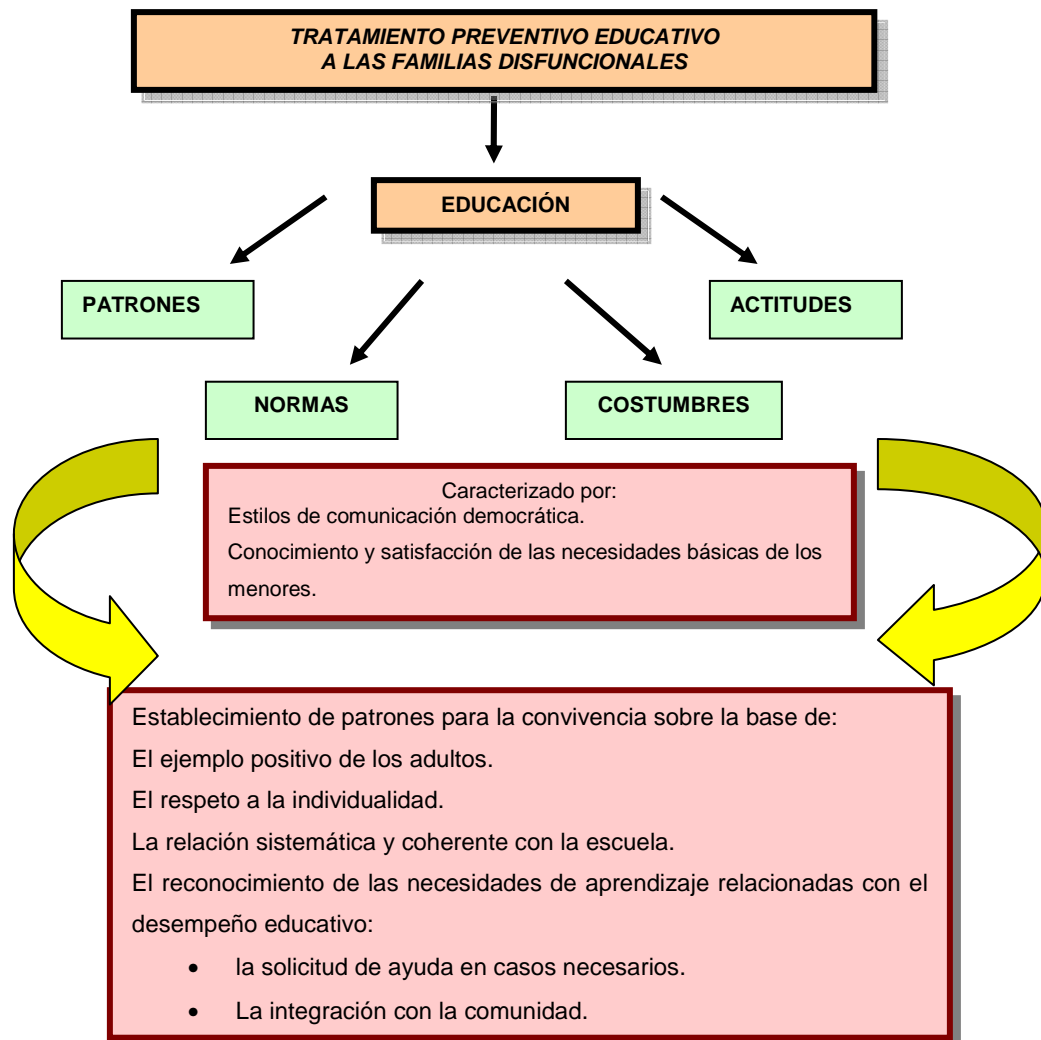 TRATAMIENTO PREVENTIVO EDUCATIVO
A LAS FAMILIAS DISFUNCIONALES
EDUCACIÓN
PATRONES
ACTITUDES
NORMAS
COSTUMBRES
Caracterizado por:
Estilos de comunicación democrática.
Conocimiento y satisfacción de las necesidades básicas de los
menores.
Establecimiento de patrones para la convivencia sobre la base de:
El ejemplo positivo de los adultos.
El respeto a la individualidad.
La relación sistemática y coherente con la escuela.
El reconocimiento de las necesidades de aprendizaje relacionadas con el
desempeño educativo:
• la solicitud de ayuda en casos necesarios.
• La integración con la comunidad.